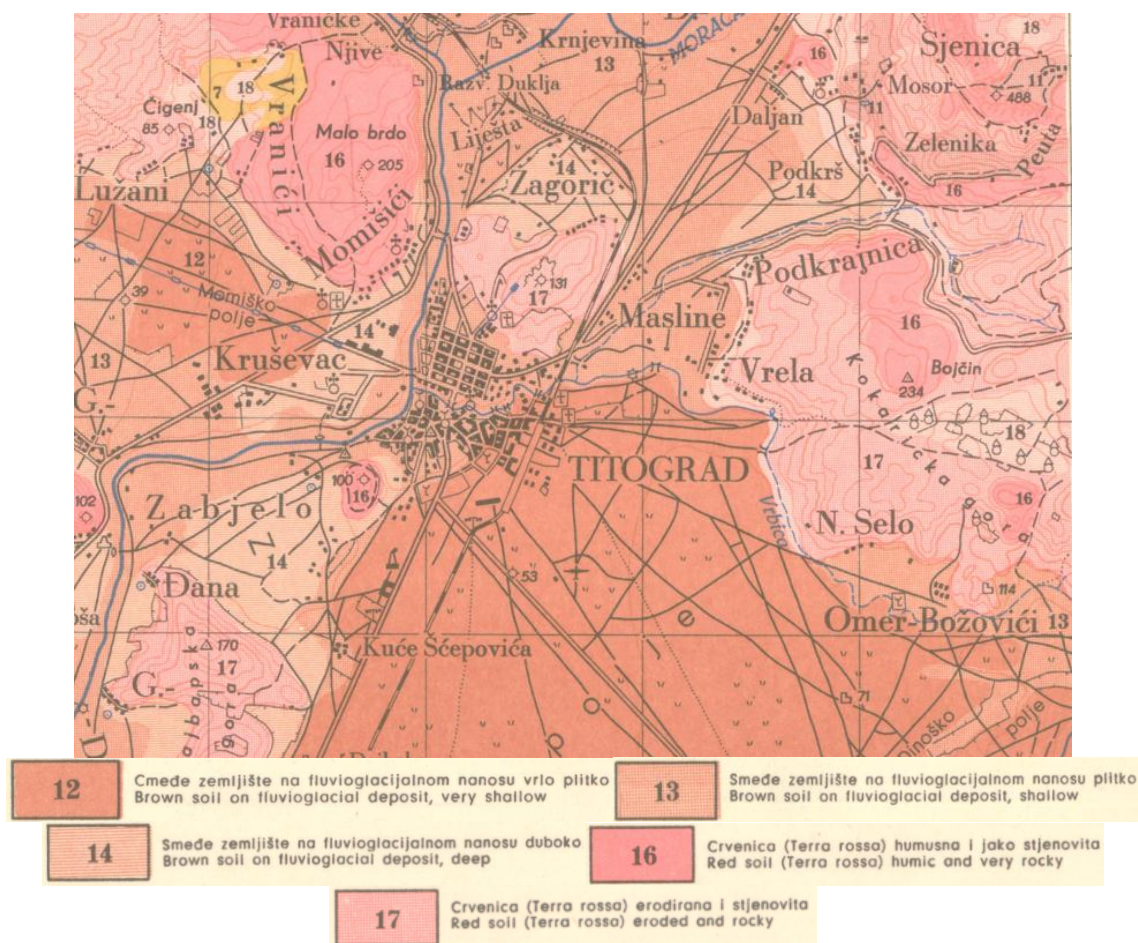 Vraničke
Njive
Krnjevina
13
MORAČA
16
Sjenica
18
11
Mosor
488
Razv. Duklja
7
18
Vranići
Čigenj
85
18
Malo brdo
16
205
Liješta
Daljan
11
Zelenika
Peuta
14
Zagorič
Podkrš
14
16
Lužani
Momišići
12
39
Momiško
polje
131
17
Podkrajnica
16
Masline
14
Kruševac
13
G.-
Vrela
Bojčin
234
Kokarička gora
18
TITOGRAD
17
100
16
102
16
Zabjelo
Vrbica
N. Selo
14
53
Đana
114
Omer-Božovići 13
170
17
Kuće Šćepovića
G.-
gora
71
polje
12
Cmeđe zemljište na fluvioglacijalnom nanosu vrlo plitko
Brown soil on fluvioglacial deposit, very shallow
13
Smeđe zemljište na fluvioglacijalnom nanosu plitko
Brown soil on fluvioglacial deposit, shallow
14
Smeđe zemljište na fluvioglacijalnom nanosu duboko
Brown soil on fluvioglacial deposit, deep
16
Crvenica (Terra rossa) humusna i jako stjenovita
Red soil (Terra rossa) humic and very rocky
17
Crvenica (Terra rossa) erodirana i stjenovita
Red soil (Terra rossa) eroded and rocky